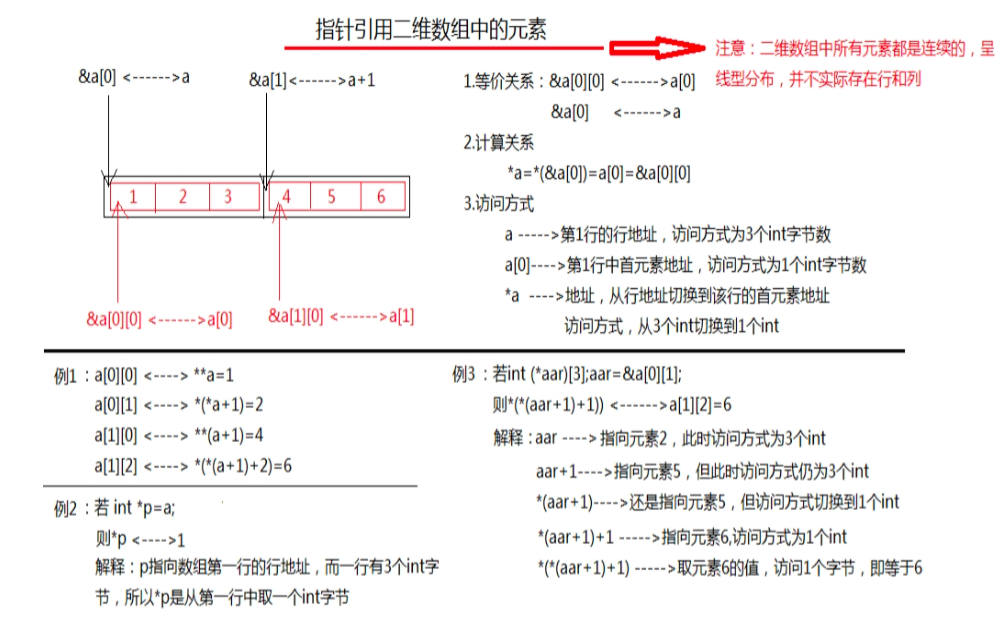 指针引用二维数组中的元素
注意：二维数组中所有元素都是连续的，呈
线型分布，并不实际存在行和列
&a[0] <------>a
&a[1]<------>a+1
1 2 3 4 5 6
&a[0][0] <------>a[0]
&a[1][0] <------>a[1]
1.等价关系：&a[0][0] <------>a[0]
&a[0] <------>a
2.计算关系
*a=*(&a[0])=a[0]=&a[0][0]
3.访问方式
a ----->第1行的行地址，访问方式为3个int字节数
a[0]---->第1行中首元素地址，访问方式为1个int字节数
*a ---->地址，从行地址切换到该行的首元素地址
访问方式，从3个int切换到1个int
例1：a[0][0] <----> **a=1
a[0][1] <----> *(*a+1)=2
a[1][0] <----> **(a+1)=4
a[1][2] <----> *(*(a+1)+2)=6
例2：若 int *p=a;
则*p <---->1
解释：p指向数组第一行的行地址，而一行有3个int字
节，所以*p是从第一行中取一个int字节
例3：若int (*aar)[3];aar=&a[0][1];
则*(*(aar+1)+1)) <------>a[1][2]=6
解释：aar ----> 指向元素2，此时访问方式为3个int
aar+1---->指向元素5，但此时访问方式仍为3个int
*(aar+1)---->还是指向元素5，但访问方式切换到1个int
*(aar+1)+1 ----->指向元素6,访问方式为1个int
*(*(aar+1)+1) ----->取元素6的值，访问1个字节，即等于6